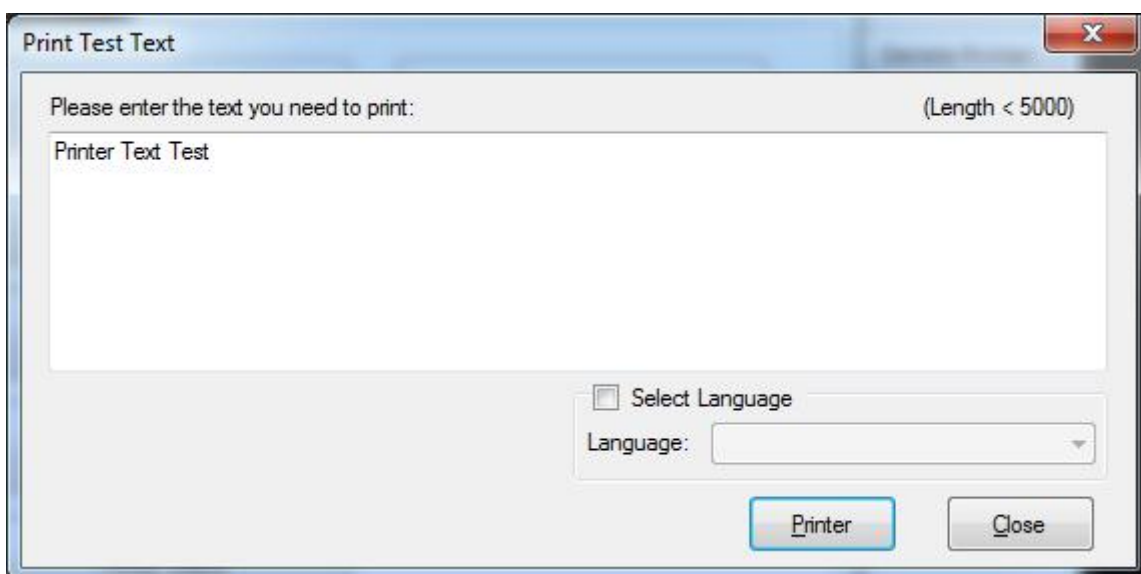 Print Test Text
Please enter the text you need to print: (Length < 5000)
Printer Text Test
Select Language
Language:
Printer Close